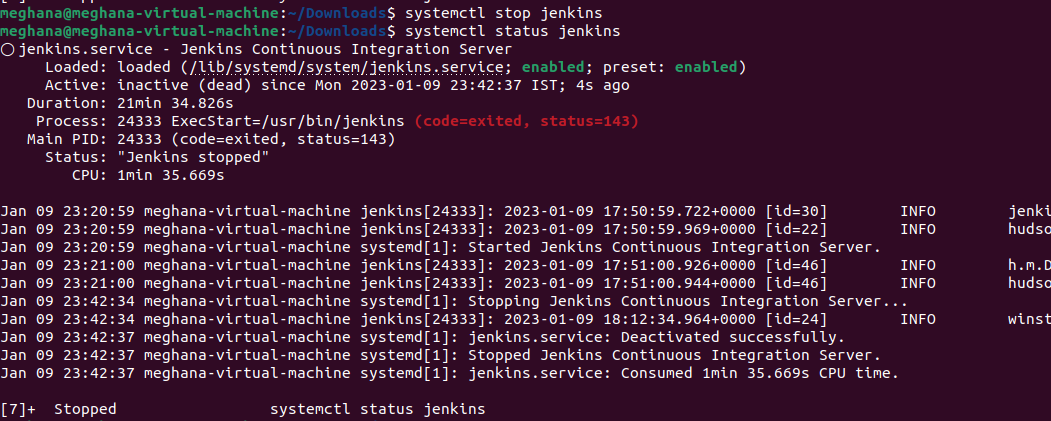 meghana@meghana-virtual-machine:~/Downloads$ systemctl stop jenkins
meghana@meghana-virtual-machine:~/Downloads$ systemctl status jenkins
○ jenkins.service - Jenkins Continuous Integration Server
Loaded: loaded (/lib/systemd/system/jenkins.service; enabled; preset: enabled)
Active: inactive (dead) since Mon 2023-01-09 23:42:37 IST; 4s ago
Duration: 21min 34.826s
Process: 24333 ExecStart=/usr/bin/jenkins (code=exited, status=143)
Main PID: 24333 (code=exited, status=143)
Status: "Jenkins stopped"
CPU: 1min 35.669s
Jan 09 23:20:59 meghana-virtual-machine jenkins[24333]: 2023-01-09 17:50:59.722+0000 [id=30] INFO jenki
Jan 09 23:20:59 meghana-virtual-machine jenkins[24333]: 2023-01-09 17:50:59.969+0000 [id=22] INFO hudso
Jan 09 23:20:59 meghana-virtual-machine systemd[1]: Started Jenkins Continuous Integration Server.
Jan 09 23:21:00 meghana-virtual-machine jenkins[24333]: 2023-01-09 17:51:00.926+0000 [id=46] INFO h.m.D
Jan 09 23:21:00 meghana-virtual-machine jenkins[24333]: 2023-01-09 17:51:00.944+0000 [id=46] INFO hudso
Jan 09 23:42:34 meghana-virtual-machine systemd[1]: Stopping Jenkins Continuous Integration Server...
Jan 09 23:42:34 meghana-virtual-machine jenkins[24333]: 2023-01-09 18:12:34.964+0000 [id=24] INFO winst
Jan 09 23:42:37 meghana-virtual-machine systemd[1]: jenkins.service: Deactivated successfully.
Jan 09 23:42:37 meghana-virtual-machine systemd[1]: Stopped Jenkins Continuous Integration Server.
Jan 09 23:42:37 meghana-virtual-machine systemd[1]: jenkins.service: Consumed 1min 35.669s CPU time.
[7]+ Stopped systemctl status jenkins